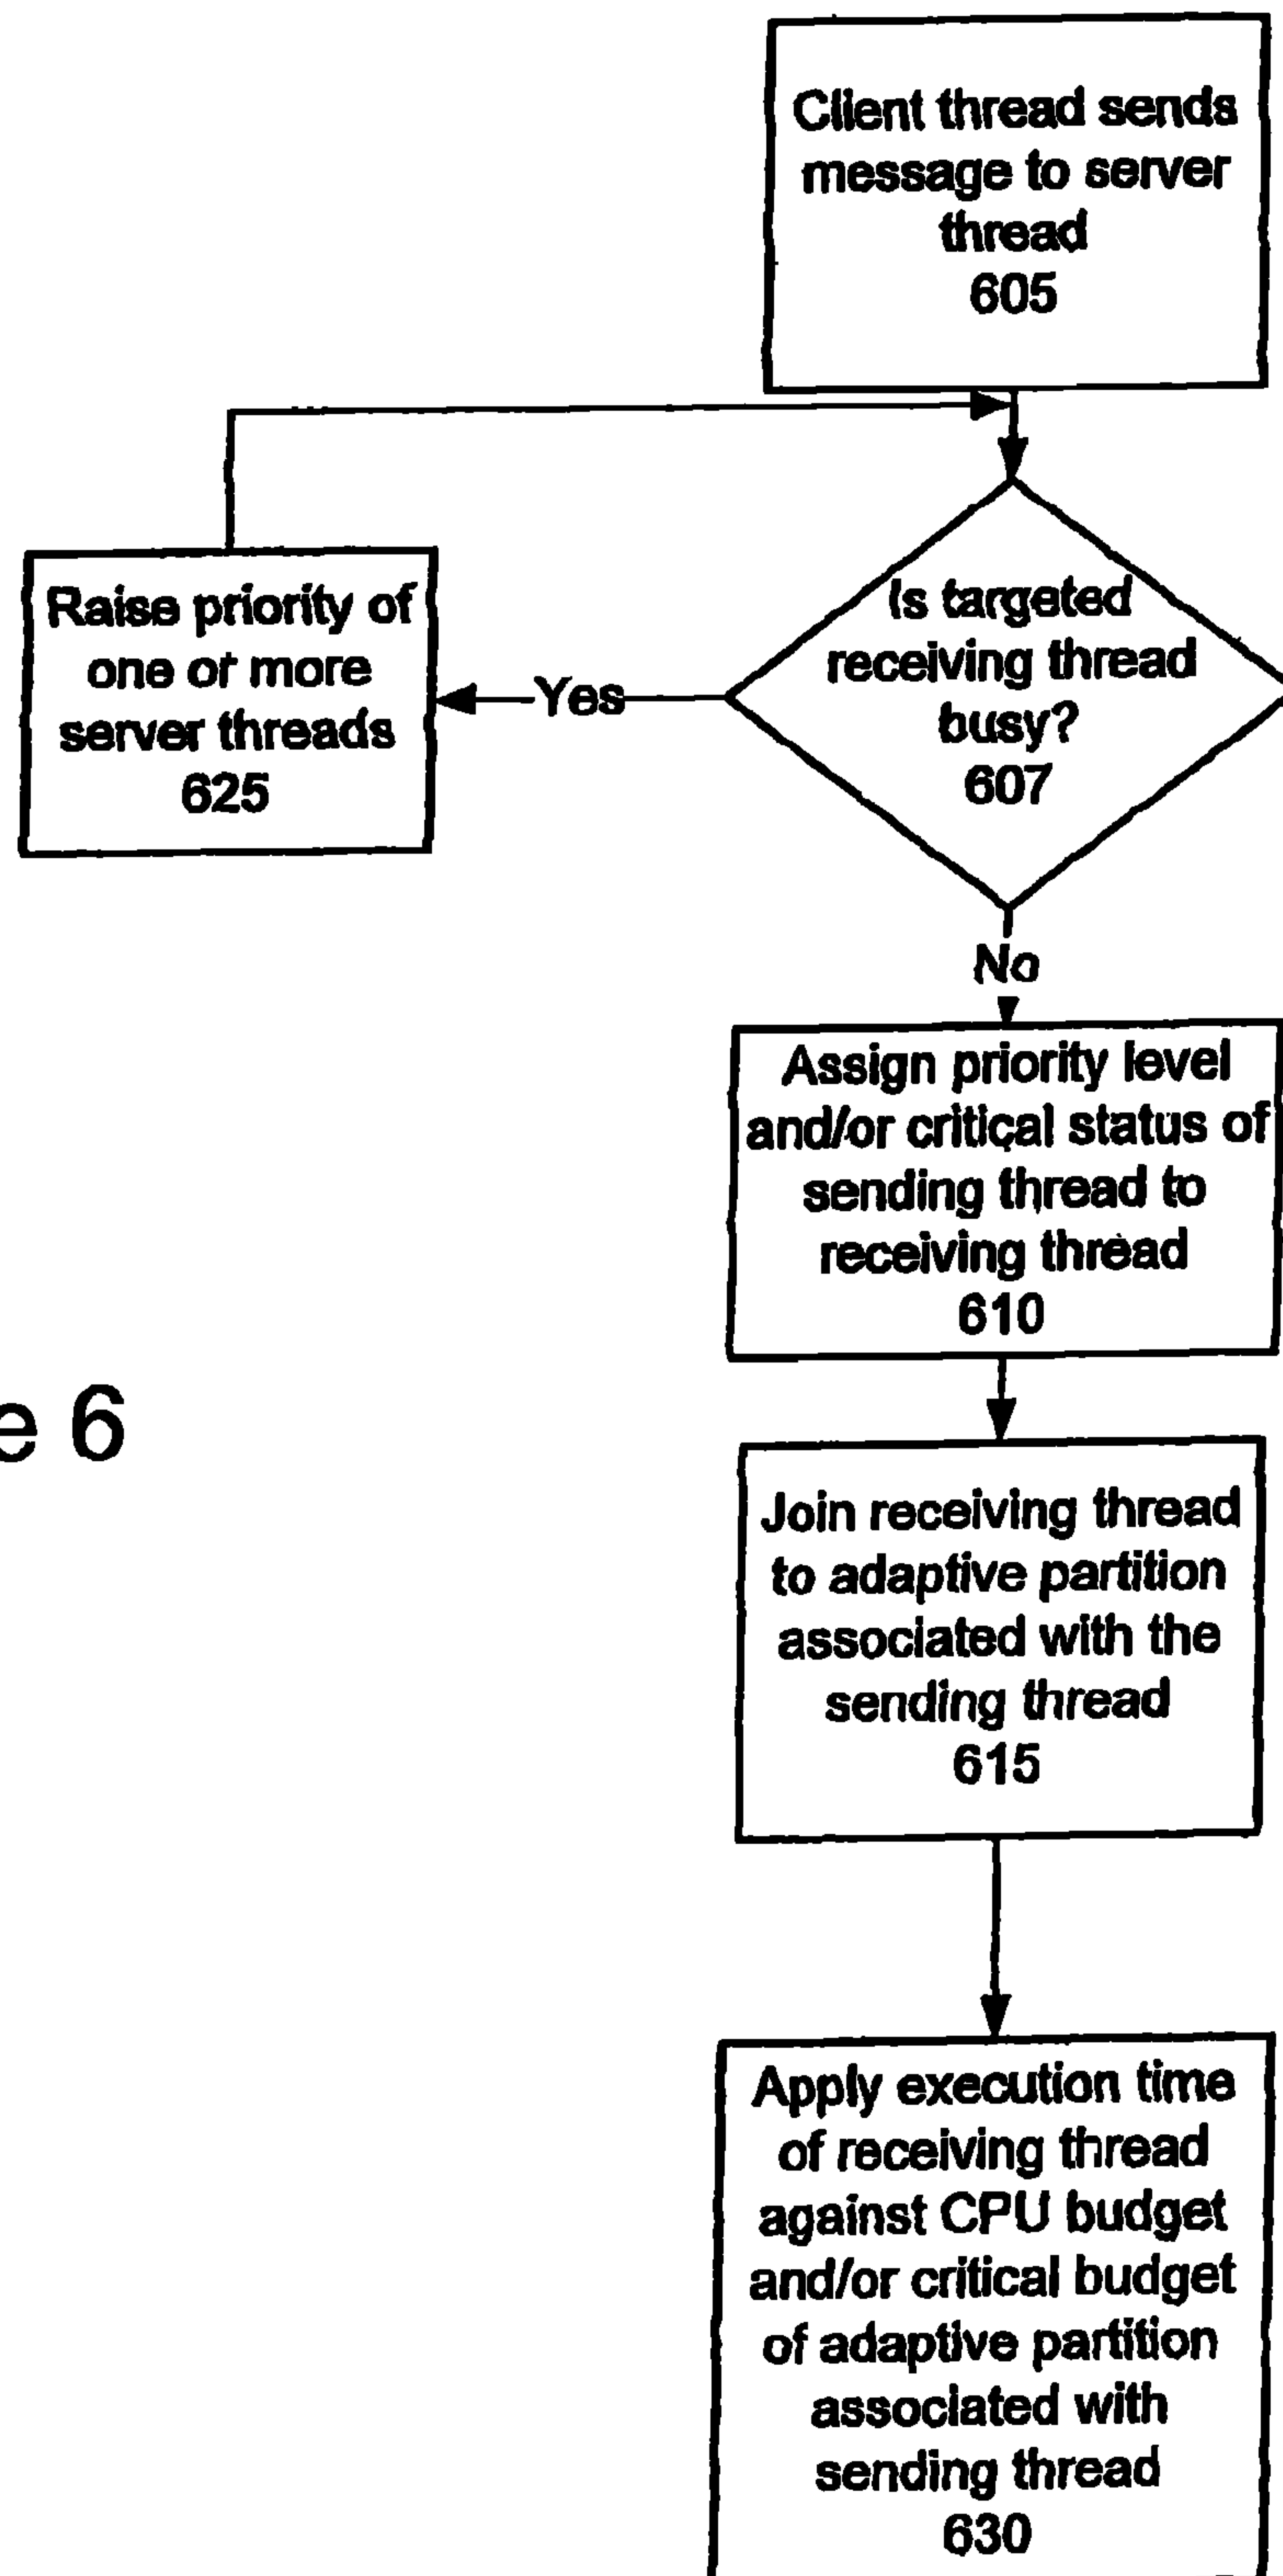 Client thread sends
message to server
thread
605
Is targeted
receiving thread
busy?
607
Yes
Raise priority of
one or more
server threads
625
No
Assign priority level
and/or critical status of
sending thread to
receiving thread
610
Join receiving thread
to adaptive partition
associated with the
sending thread
615
Apply execution time
of receiving thread
against CPU budget
and/or critical budget
of adaptive partition
associated with
sending thread
630
e 6